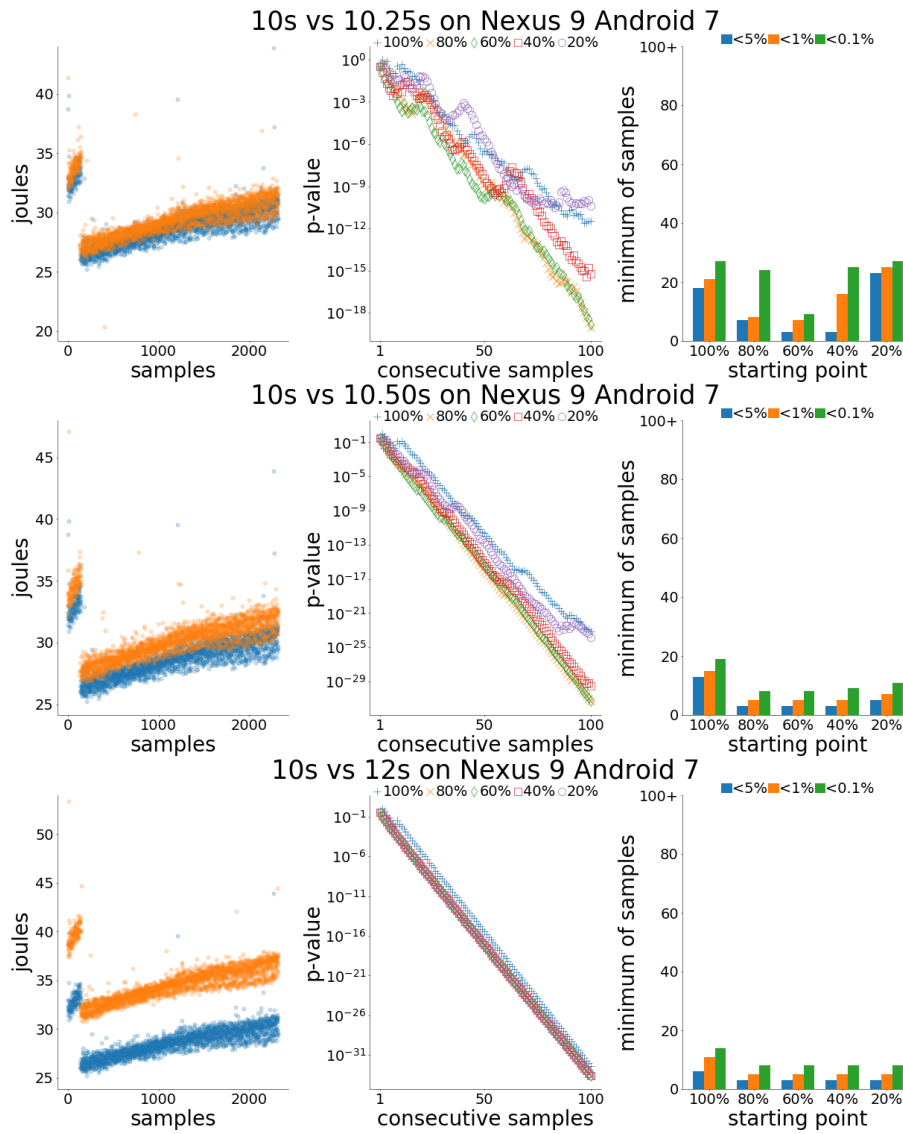 10s vs 10.25s on Nexus 9 Android 7
joules
40
35
30
25
20
0 1000 2000
samples
100% 80% 60% 40% 20%
p-value
10^0
10^-3
10^-6
10^-9
10^-12
10^-15
10^-18
1 50 100
consecutive samples
<5% <1% <0.1%
minimum of samples
100+
80
60
40
20
0
100% 80% 60% 40% 20%
starting point
10s vs 10.50s on Nexus 9 Android 7
joules
45
40
35
30
25
0 1000 2000
samples
100% 80% 60% 40% 20%
p-value
10^-1
10^-5
10^-9
10^-13
10^-17
10^-21
10^-25
10^-29
1 50 100
consecutive samples
<5% <1% <0.1%
minimum of samples
100+
80
60
40
20
0
100% 80% 60% 40% 20%
starting point
10s vs 12s on Nexus 9 Android 7
joules
50
45
40
35
30
25
0 1000 2000
samples
100% 80% 60% 40% 20%
p-value
10^-1
10^-6
10^-11
10^-16
10^-21
10^-26
10^-31
1 50 100
consecutive samples
<5% <1% <0.1%
minimum of samples
100+
80
60
40
20
0
100% 80% 60% 40% 20%
starting point